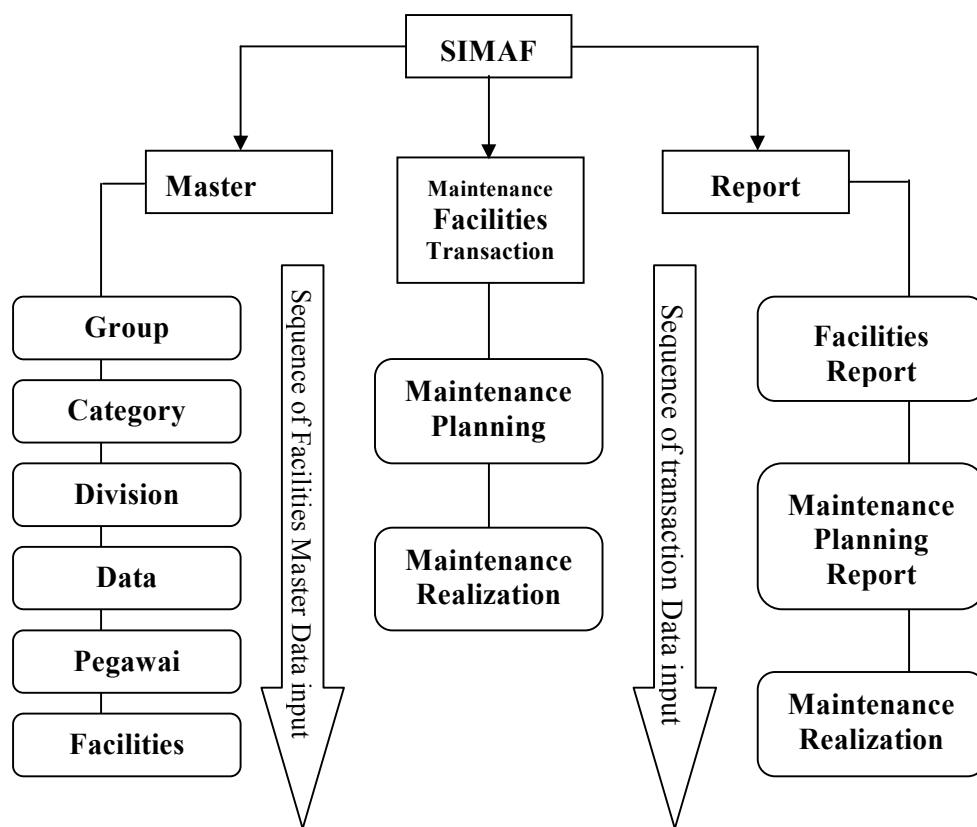 SIMAF
Master
Maintenance
Facilities
Transaction
Report
Group
Category
Division
Data
Pegawai
Facilities
Sequence of Facilities Master Data input
Maintenance
Planning
Maintenance
Realization
Sequence of transaction Data input
Facilities
Report
Maintenance
Planning
Report
Maintenance
Realization